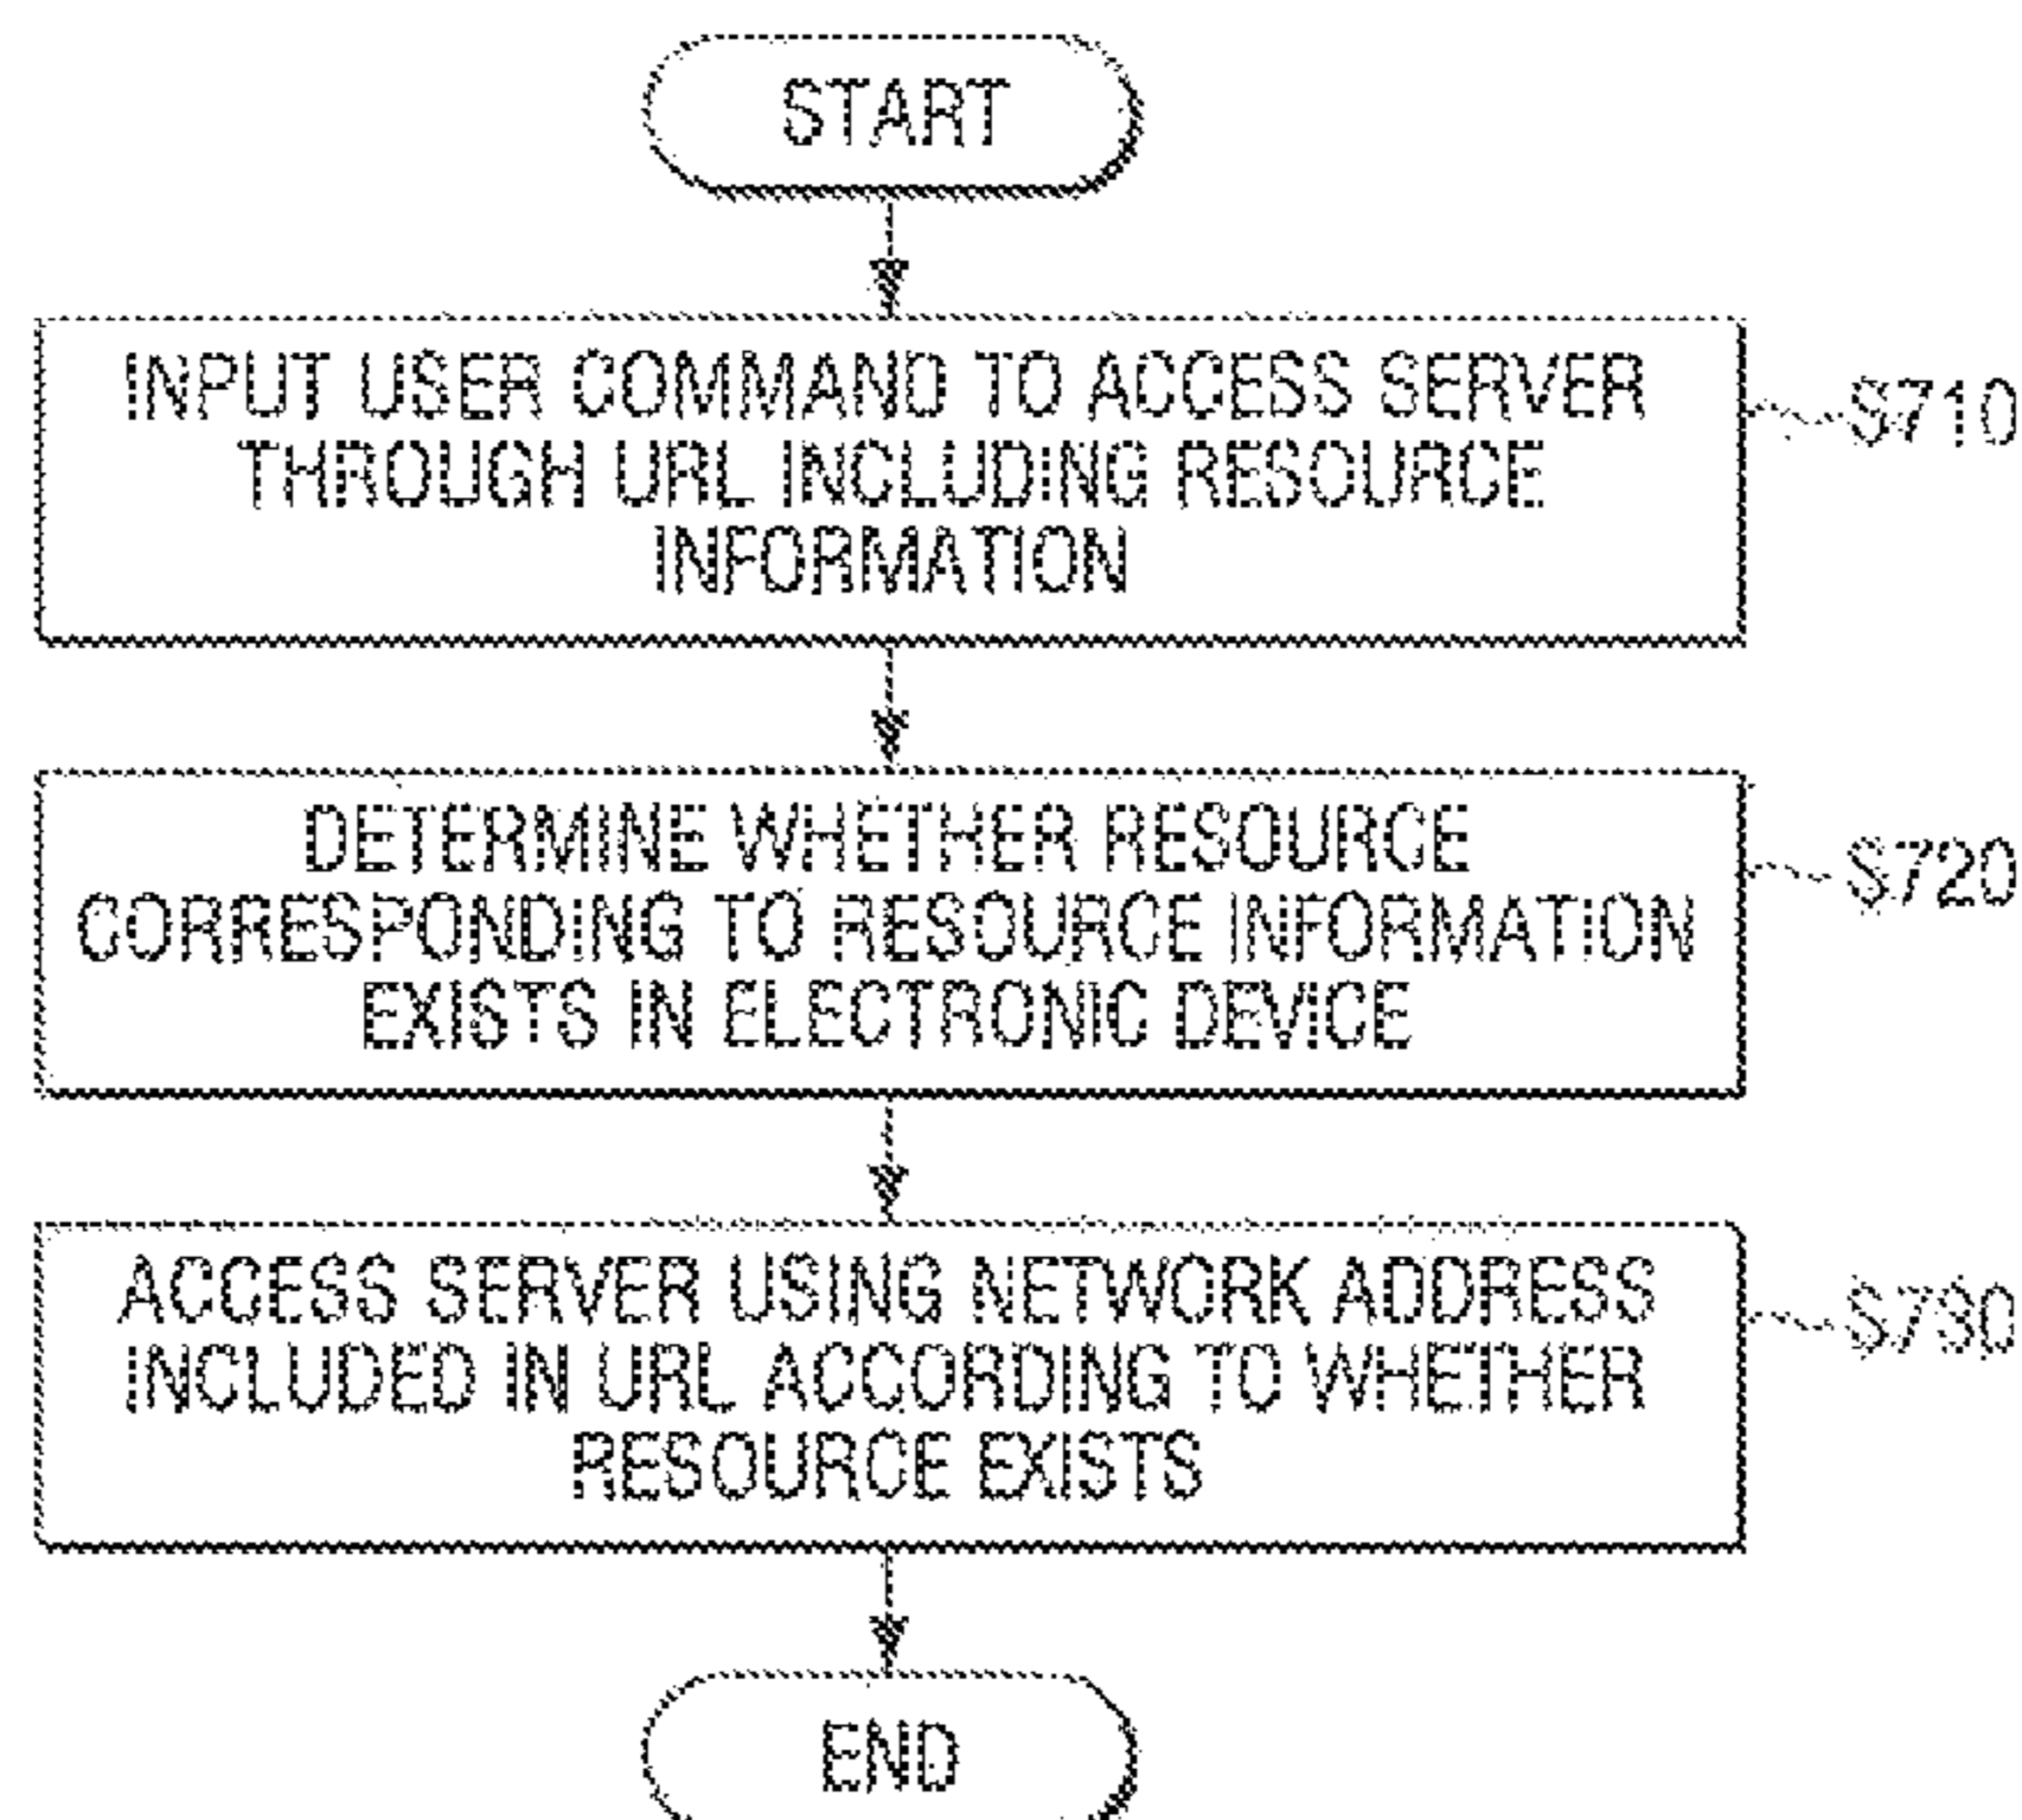 START
INPUT USER COMMAND TO ACCESS SERVER
THROUGH URL INCLUDING RESOURCE
INFORMATION
S710
DETERMINE WHETHER RESOURCE
CORRESPONDING TO RESOURCE INFORMATION
EXISTS IN ELECTRONIC DEVICE
S720
ACCESS SERVER USING NETWORK ADDRESS
INCLUDED IN URL ACCORDING TO WHETHER
RESOURCE EXISTS
S730
END